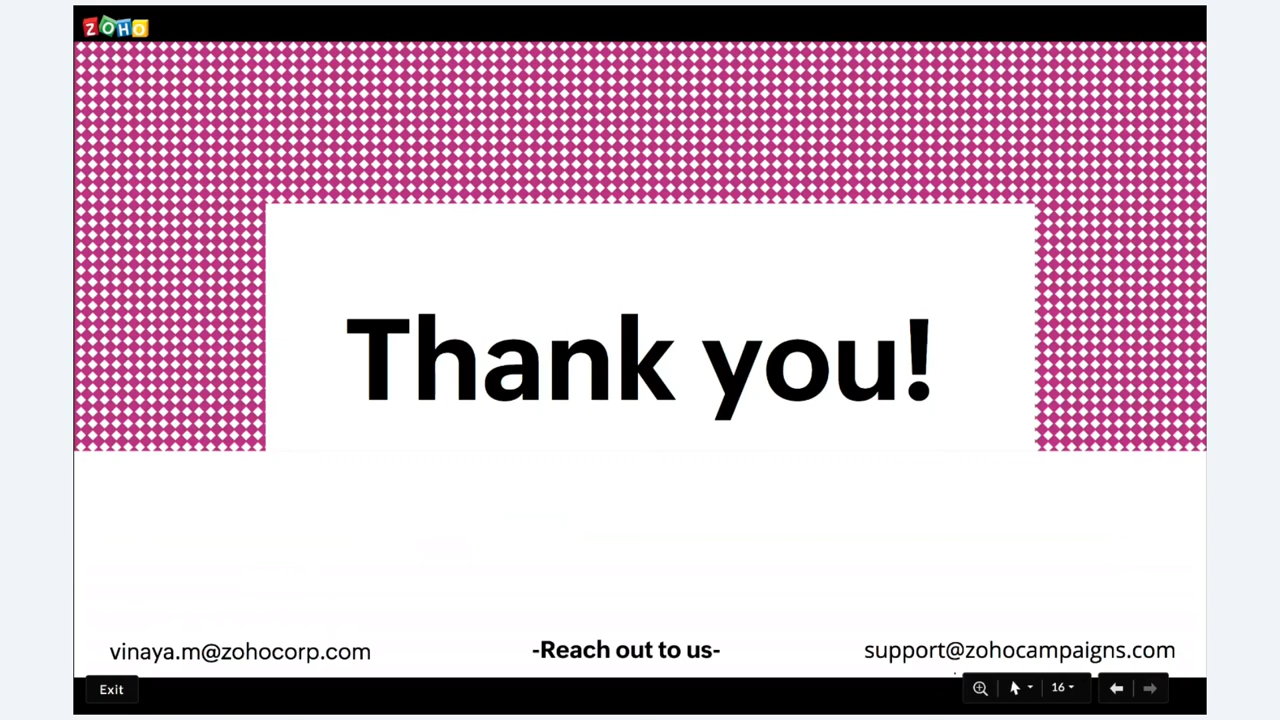 ZOHO
Thank you!
vinaya.m@zohocorp.com
-Reach out to us-
support@zohocampaigns.com
Exit
16